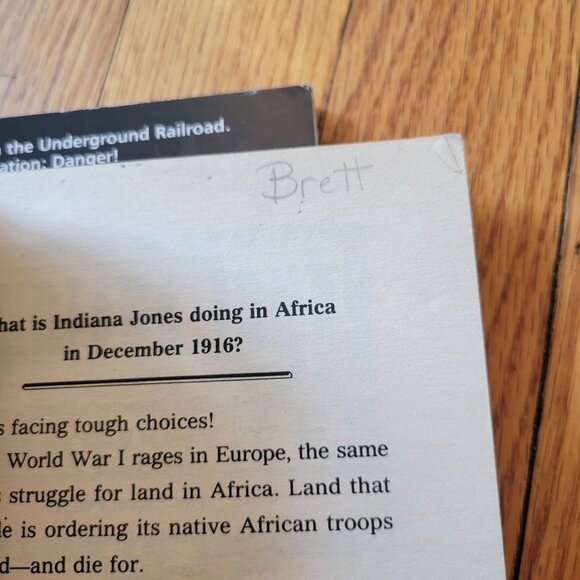 the Underground Railroad.
ation: Danger!
Brett
hat is Indiana Jones doing in Africa
in December 1916?
s facing tough choices!
World War I rages in Europe, the same
struggle for land in Africa. Land that
le is ordering its native African troops
d—and die for.